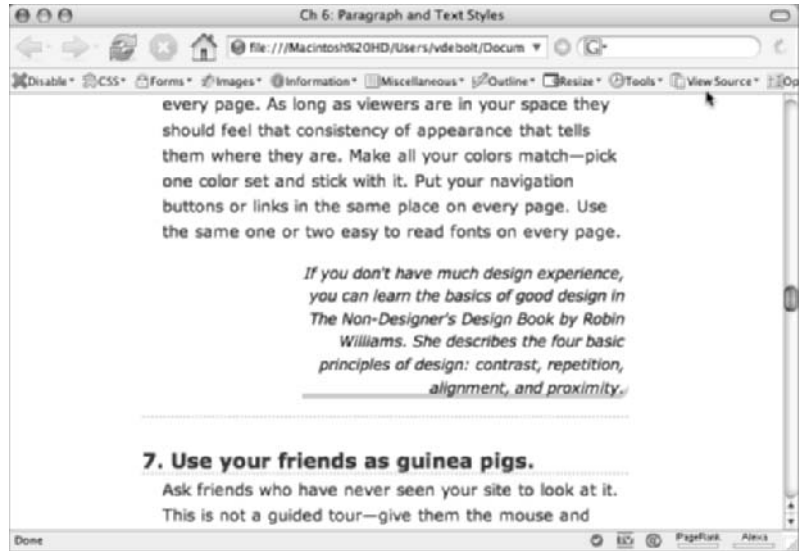 Ch 6: Paragraph and Text Styles
file:///Macintosh%20HD/Users/vdebolt/Docum
G
Disable CSS Forms Images Information Miscellaneous Outline Resize Tools View Source Op
every page. As long as viewers are in your space they
should feel that consistency of appearance that tells
them where they are. Make all your colors match—pick
one color set and stick with it. Put your navigation
buttons or links in the same place on every page. Use
the same one or two easy to read fonts on every page.
If you don't have much design experience,
you can learn the basics of good design in
The Non-Designer's Design Book by Robin
Williams. She describes the four basic
principles of design: contrast, repetition,
alignment, and proximity.
7. Use your friends as guinea pigs.
Ask friends who have never seen your site to look at it.
This is not a guided tour—give them the mouse and
Done PageRank Alexa